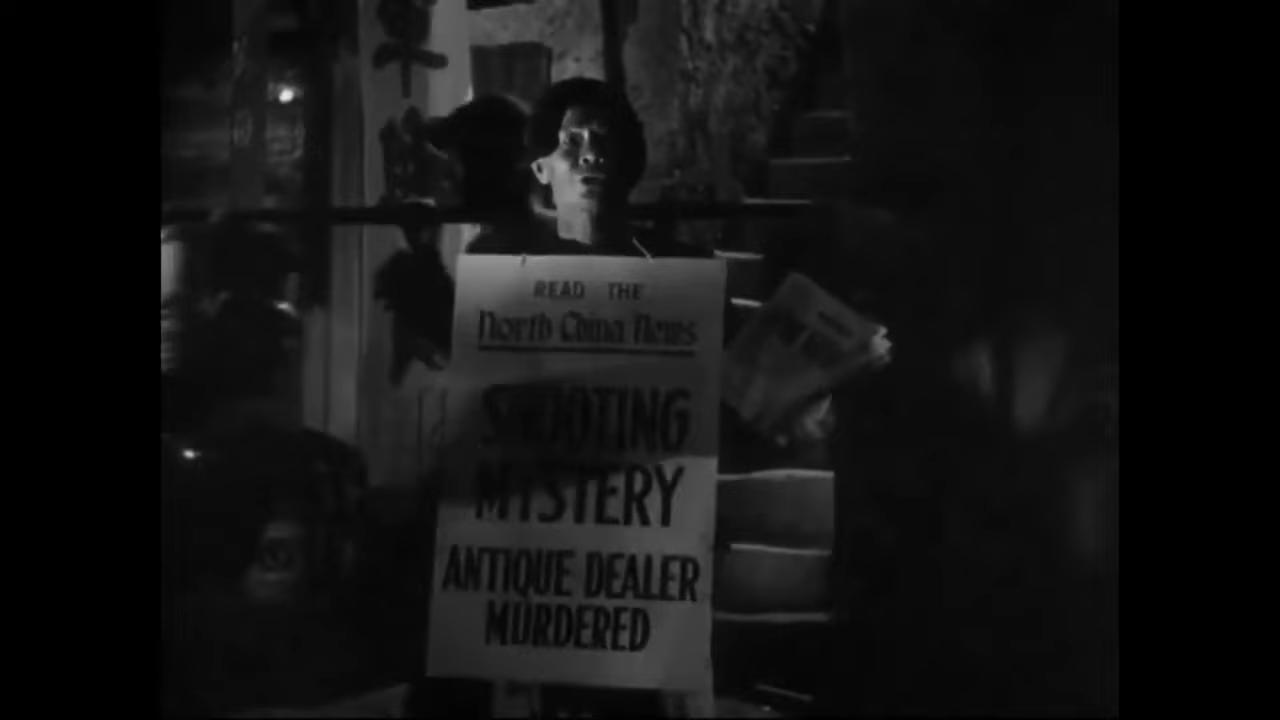 READ THE
North China News
SHOOTING
MYSTERY
ANTIQUE DEALER
MURDERED